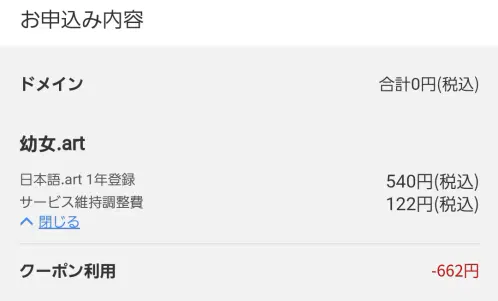 お申込み内容
ドメイン 合計0円(税込)
幼女.art
日本語.art 1年登録 540円(税込)
サービス維持調整費 122円(税込)
閉じる
クーポン利用 -662円